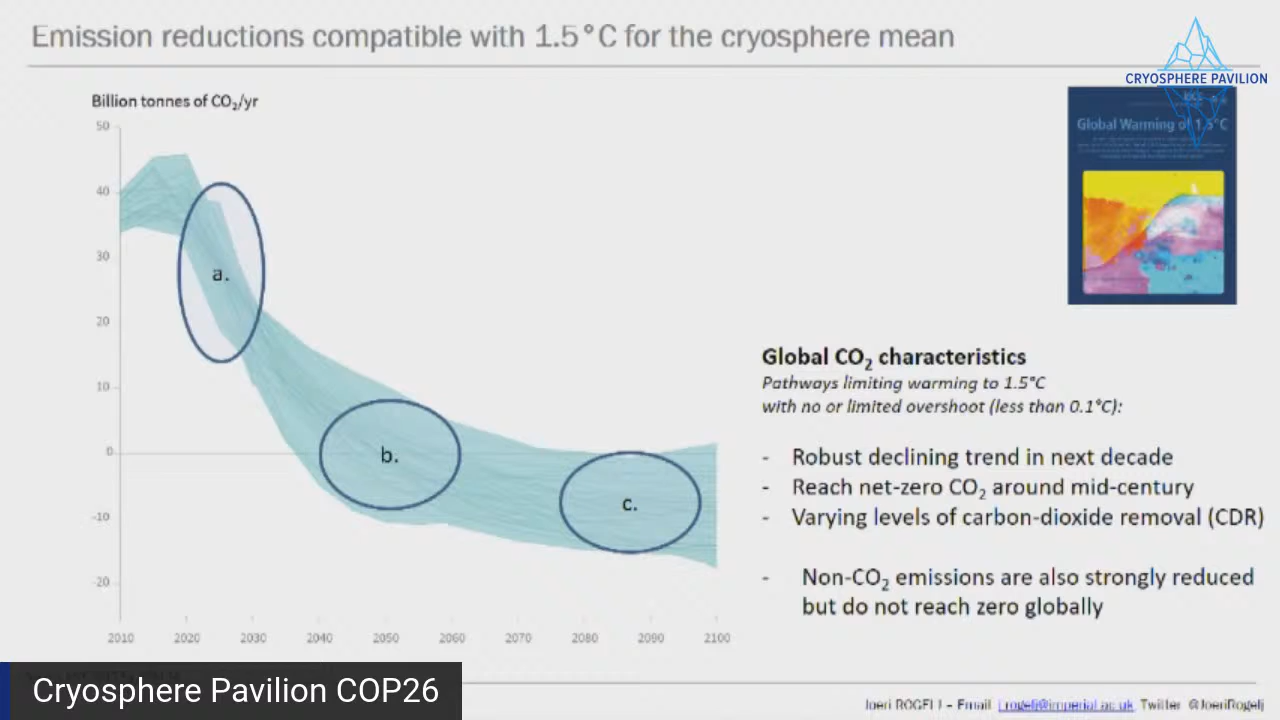 Emission reductions compatible with 1.5°C for the cryosphere mean
CRYOSPHERE PAVILION
Global Warming of 1.5°C
Billion tonnes of CO₂/yr
50
40
30
20
10
0
-10
-20
2010 2020 2030 2040 2050 2060 2070 2080 2090 2100
a.
b.
c.
Global CO₂ characteristics
Pathways limiting warming to 1.5°C
with no or limited overshoot (less than 0.1°C):
- Robust declining trend in next decade
- Reach net-zero CO₂ around mid-century
- Varying levels of carbon-dioxide removal (CDR)
- Non-CO₂ emissions are also strongly reduced
but do not reach zero globally
Cryosphere Pavilion COP26
Joeri ROGELJ – Email j.rogelj@imperial.ac.uk Twitter @JoeriRogelj